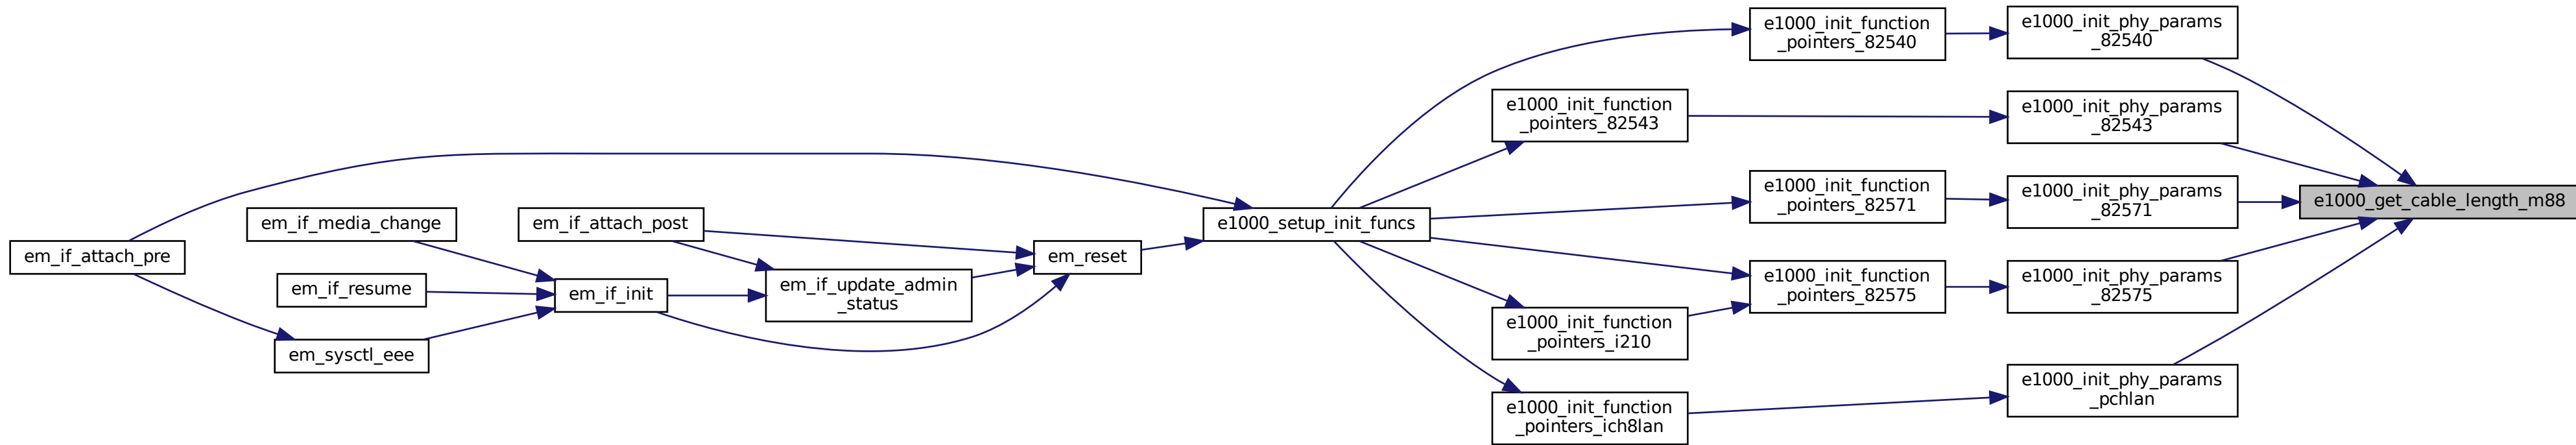 e1000_init_function
_pointers_82540
e1000_init_phy_params
_82540
e1000_init_function
_pointers_82543
e1000_init_phy_params
_82543
e1000_init_function
_pointers_82571
e1000_init_phy_params
_82571
e1000_get_cable_length_m88
em_if_media_change
em_if_attach_post
e1000_setup_init_funcs
em_if_attach_pre
em_reset
em_if_resume
em_if_init
em_if_update_admin
_status
e1000_init_function
_pointers_82575
e1000_init_phy_params
_82575
e1000_init_function
_pointers_i210
em_sysctl_eee
e1000_init_phy_params
_pchlan
e1000_init_function
_pointers_ich8lan